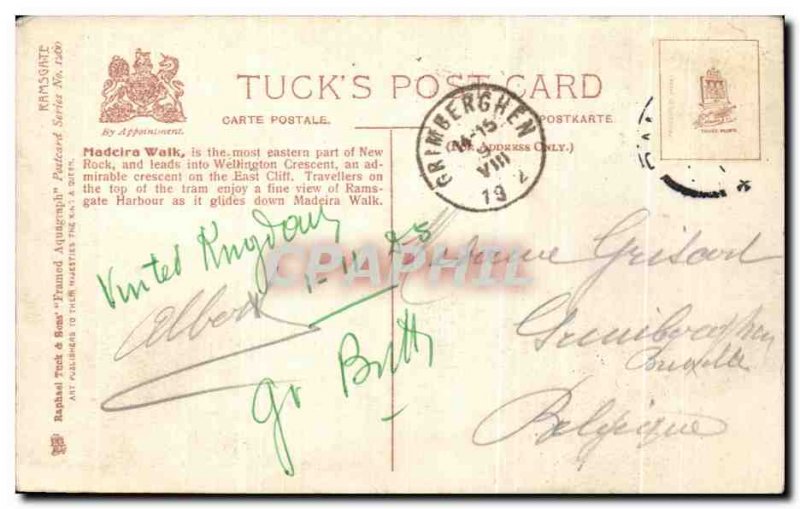 RAMSGATE
Raphael Tuck & Sons' "Framed Aquagraph" Postcard Series No. 1260
ART PUBLISHERS TO THEIR MAJESTIES THE KING & QUEEN.
By Appointment.
TUCK'S POST CARD
CARTE POSTALE.
POSTKARTE.
(FOR ADDRESS ONLY.)
Madeira Walk, is the most eastern part of New
Rock, and leads into Wellington Crescent, an ad-
mirable crescent on the East Cliff. Travellers on
the top of the tram enjoy a fine view of Rams-
gate Harbour as it glides down Madeira Walk.
GRIMBERGHEN
VIII
19
United Kingdom
CPARHIL
Albert
Madame Grisard
Belgique